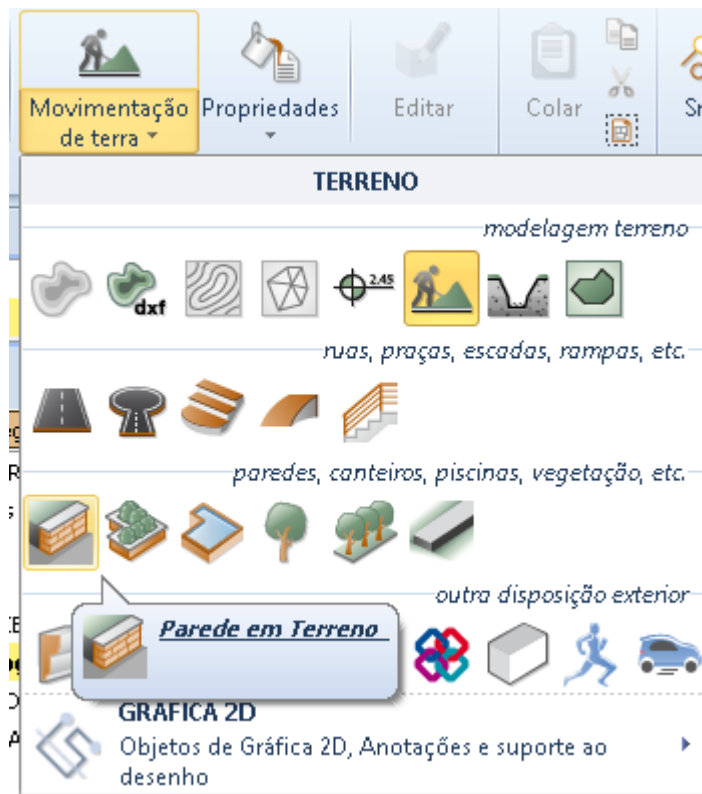 Movimentação
de terra
Propriedades
Editar
Colar
TERRENO
modelagem terreno
dxf
2.45
ruas, praças, escadas, rampas, etc.
paredes, canteiros, piscinas, vegetação, etc.
outra disposição exterior
Parede em Terreno
GRAFICA 2D
Objetos de Gráfica 2D, Anotações e suporte ao
desenho